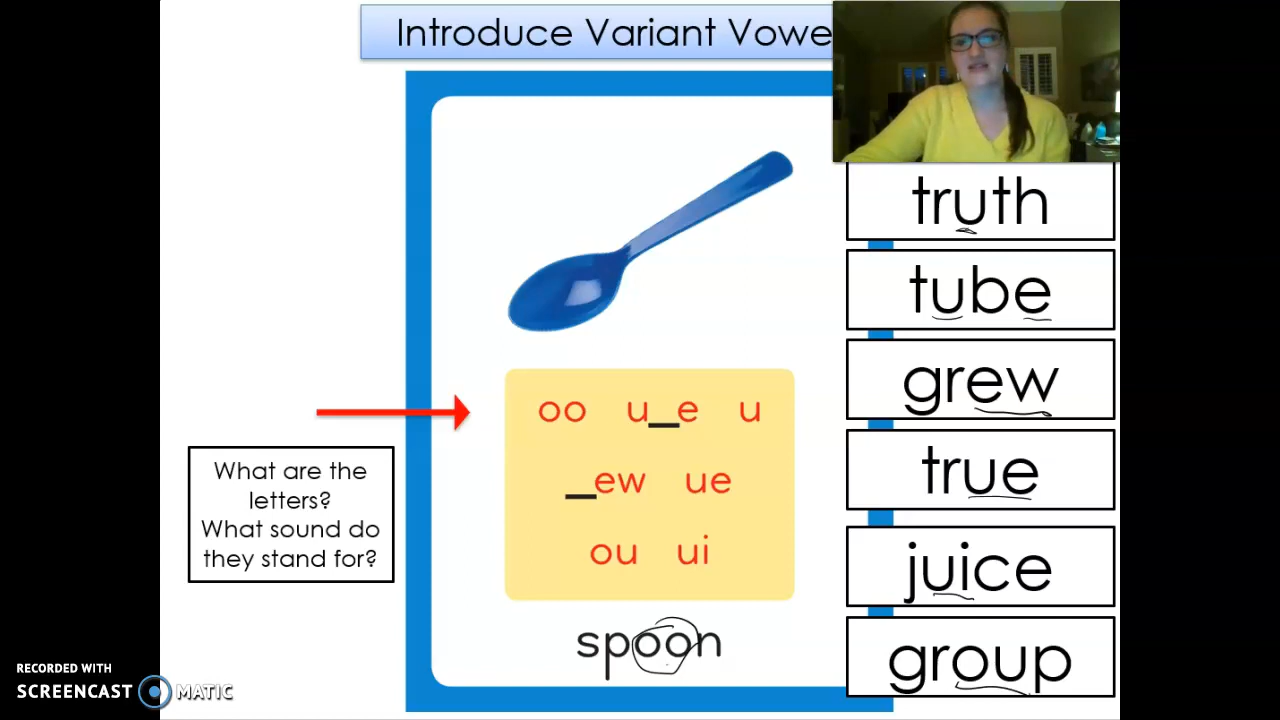 Introduce Variant Vowe
truth
tube
grew
true
juice
group
oo u_e u
_ew ue
ou ui
spoon
What are the
letters?
What sound do
they stand for?
RECORDED WITH
SCREENCAST MATIC